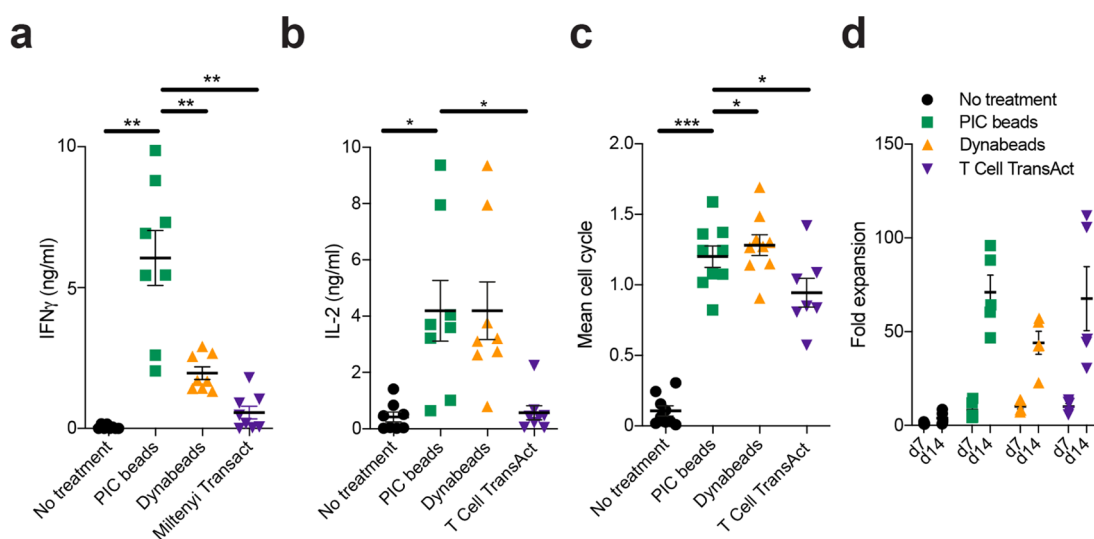 a
**
**
**
10
5
0
IFNγ (ng/ml)
No treatment
PIC beads
Dynabeads
Miltenyi Transact
b
*
*
10
8
6
4
2
0
IL-2 (ng/ml)
No treatment
PIC beads
Dynabeads
T Cell TransAct
c
*
*
***
2.0
1.5
1.0
0.5
0
Mean cell cycle
No treatment
PIC beads
Dynabeads
T Cell TransAct
d
No treatment
PIC beads
Dynabeads
T Cell TransAct
150
100
50
0
Fold expansion
d7
d14
d7
d14
d7
d14
d7
d14